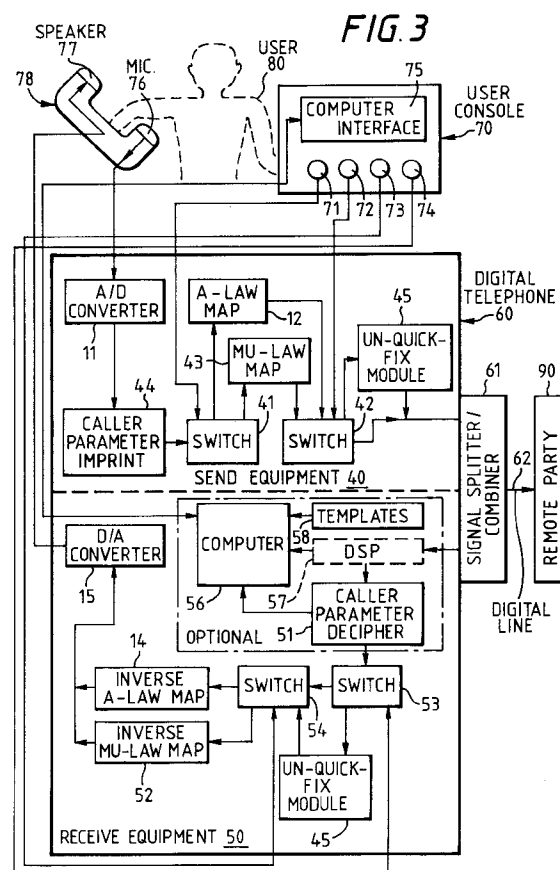 FIG. 3
SPEAKER
77
78
MIC.
76
USER
80
75
COMPUTER
INTERFACE
USER
CONSOLE
70
71
72
73
74
A/D
CONVERTER
11
A-LAW
MAP
12
43
MU-LAW
MAP
45
UN-QUICK-
FIX
MODULE
DIGITAL
TELEPHONE
60
44
CALLER
PARAMETER
IMPRINT
SWITCH
41
SWITCH
42
SEND EQUIPMENT 40
61
SIGNAL SPLITTER/
COMBINER
62
DIGITAL
LINE
90
REMOTE PARTY
D/A
CONVERTER
15
COMPUTER
56
TEMPLATES
58
DSP
57
CALLER
PARAMETER
DECIPHER
51
OPTIONAL
14
INVERSE
A-LAW MAP
INVERSE
MU-LAW MAP
52
SWITCH
54
SWITCH
53
UN-QUICK-
FIX
MODULE
45
RECEIVE EQUIPMENT 50